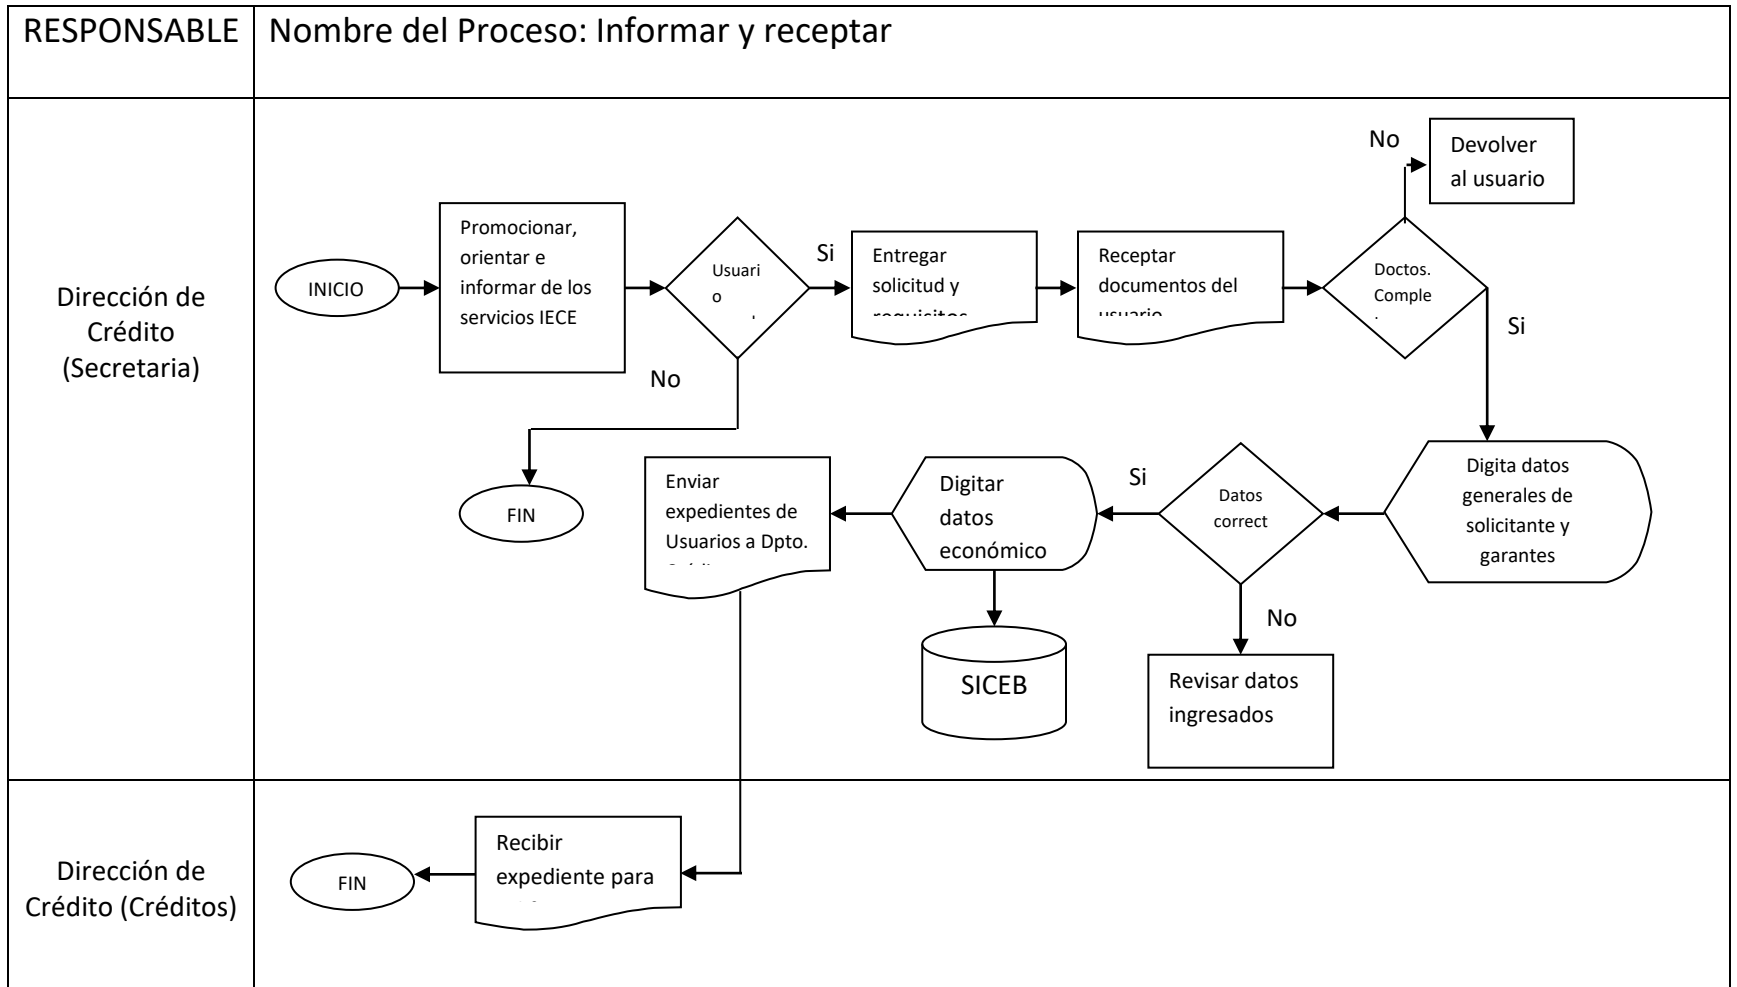 RESPONSABLE
Nombre del Proceso: Informar y receptar
Dirección de
Crédito
(Secretaria)
INICIO
Promocionar,
orientar e
informar de los
servicios IECE
Usuari
o
Si
No
FIN
Entregar
solicitud y
requisitos
Receptar
documentos del
usuario
Doctos.
Comple
No
Devolver
al usuario
Si
Digita datos
generales de
solicitante y
garantes
Datos
correct
Si
No
Revisar datos
ingresados
Digitar
datos
económico
SICEB
Enviar
expedientes de
Usuarios a Dpto.
Dirección de
Crédito (Créditos)
Recibir
expediente para
FIN